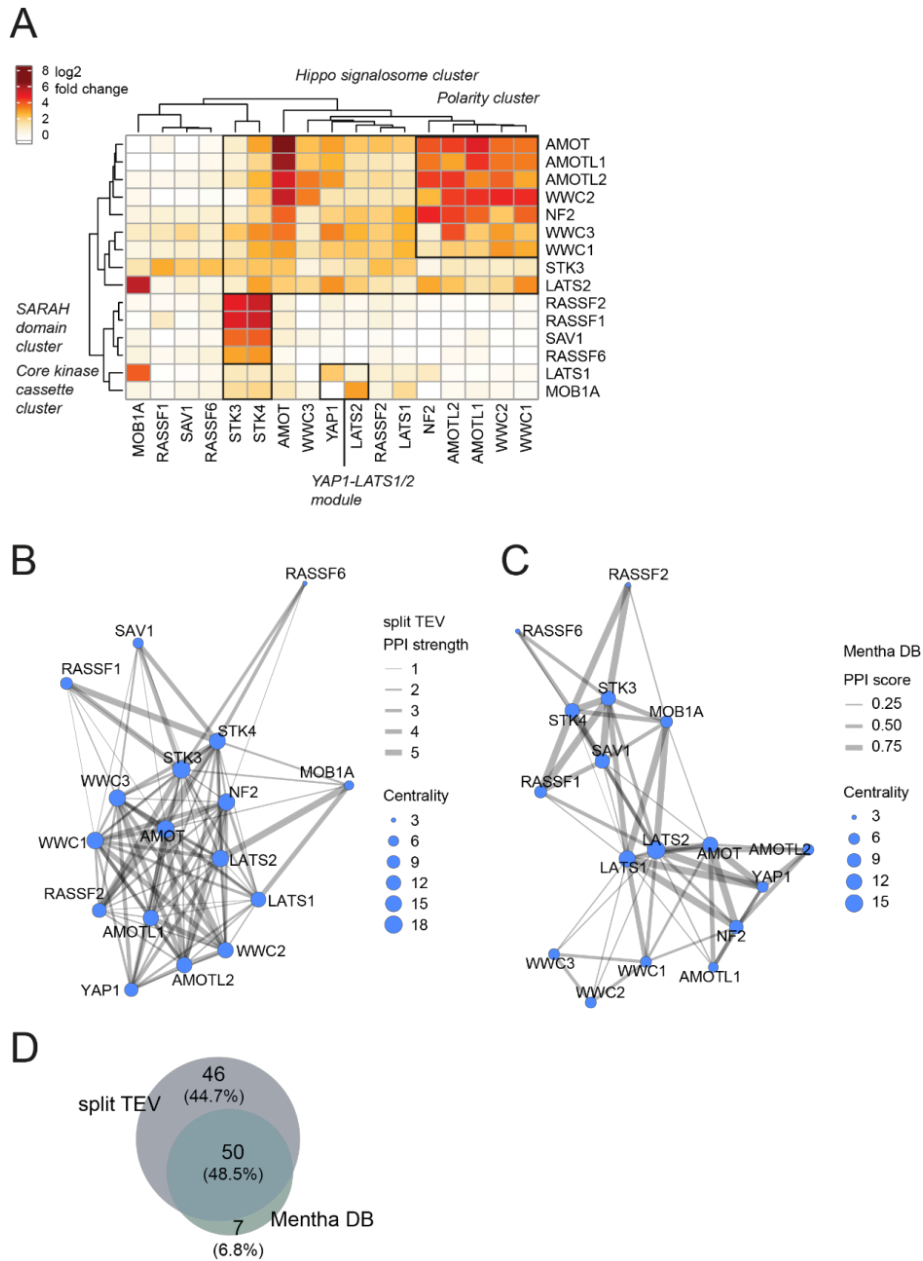 A
8
6
4
2
0
log2
fold change
Hippo signalosome cluster
Polarity cluster
AMOT
AMOTL1
AMOTL2
WWC2
NF2
WWC3
WWC1
STK3
LATS2
RASSF2
RASSF1
SAV1
RASSF6
LATS1
MOB1A
SARAH
domain
cluster
Core kinase
cassette
cluster
MOB1A
RASSF1
SAV1
RASSF6
STK3
STK4
AMOT
WWC3
YAP1
LATS2
RASSF2
LATS1
NF2
AMOTL2
AMOTL1
WWC2
WWC1
YAP1-LATS1/2
module
B
RASSF6
SAV1
RASSF1
STK4
STK3
MOB1A
WWC3
NF2
WWC1
AMOT
LATS2
RASSF2
LATS1
AMOTL1
WWC2
AMOTL2
YAP1
split TEV
PPI strength
1
2
3
4
5
Centrality
3
6
9
12
15
18
C
RASSF2
RASSF6
STK3
STK4
MOB1A
SAV1
RASSF1
LATS2
LATS1
AMOT
AMOTL2
YAP1
NF2
WWC3
WWC1
AMOTL1
WWC2
Mentha DB
PPI score
0.25
0.50
0.75
Centrality
3
6
9
12
15
D
46
(44.7%)
split TEV
50
(48.5%)
7
Mentha DB
(6.8%)